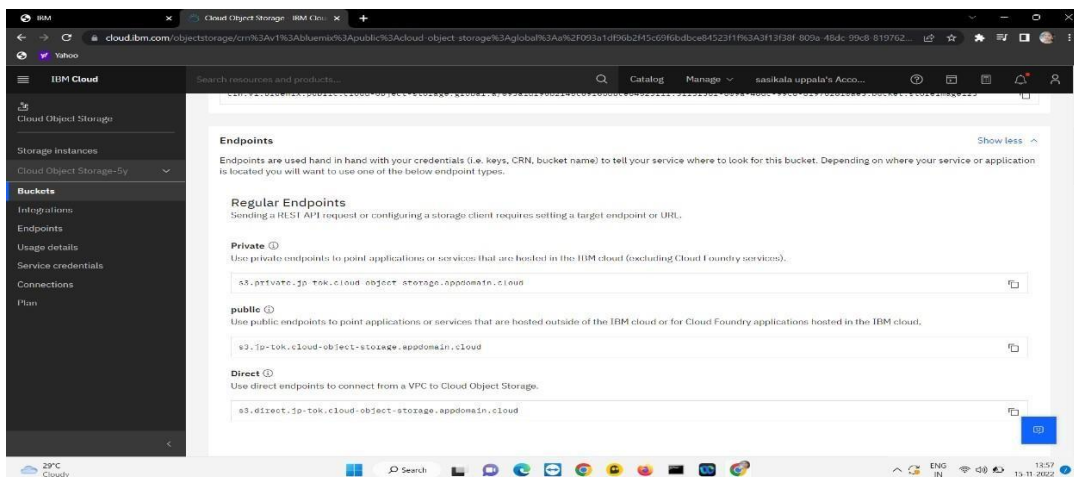 IBM
Cloud Object Storage - IBM Clou
cloud.ibm.com/objectstorage/crn%3Av1%3Abluemix%3Apublic%3Acloud-object-storage%3Aglobal%3Aa%2F093a1df96b2f45c69f6bdbce84523f1f%3A3f13f38f-809a-48dc-99c8-819762...
Yahoo
IBM Cloud
Search resources and products...
Catalog
Manage
sasikala uppala's Acco...
Cloud Object Storage
Storage instances
Cloud Object Storage-5y
Buckets
Integrations
Endpoints
Usage details
Service credentials
Connections
Plan
Endpoints
Show less
Endpoints are used hand in hand with your credentials (i.e. keys, CRN, bucket name) to tell your service where to look for this bucket. Depending on where your service or application
is located you will want to use one of the below endpoint types.
Regular Endpoints
Sending a REST API request or configuring a storage client requires setting a target endpoint or URL.
Private
Use private endpoints to point applications or services that are hosted in the IBM cloud (excluding Cloud Foundry services).
s3.private.jp-tok.cloud-object-storage.appdomain.cloud
public
Use public endpoints to point applications or services that are hosted outside of the IBM cloud or for Cloud Foundry applications hosted in the IBM cloud.
s3.jp-tok.cloud-object-storage.appdomain.cloud
Direct
Use direct endpoints to connect from a VPC to Cloud Object Storage.
s3.direct.jp-tok.cloud-object-storage.appdomain.cloud
29°C
Cloudy
Search
ENG
IN
13:57
15-11-2022